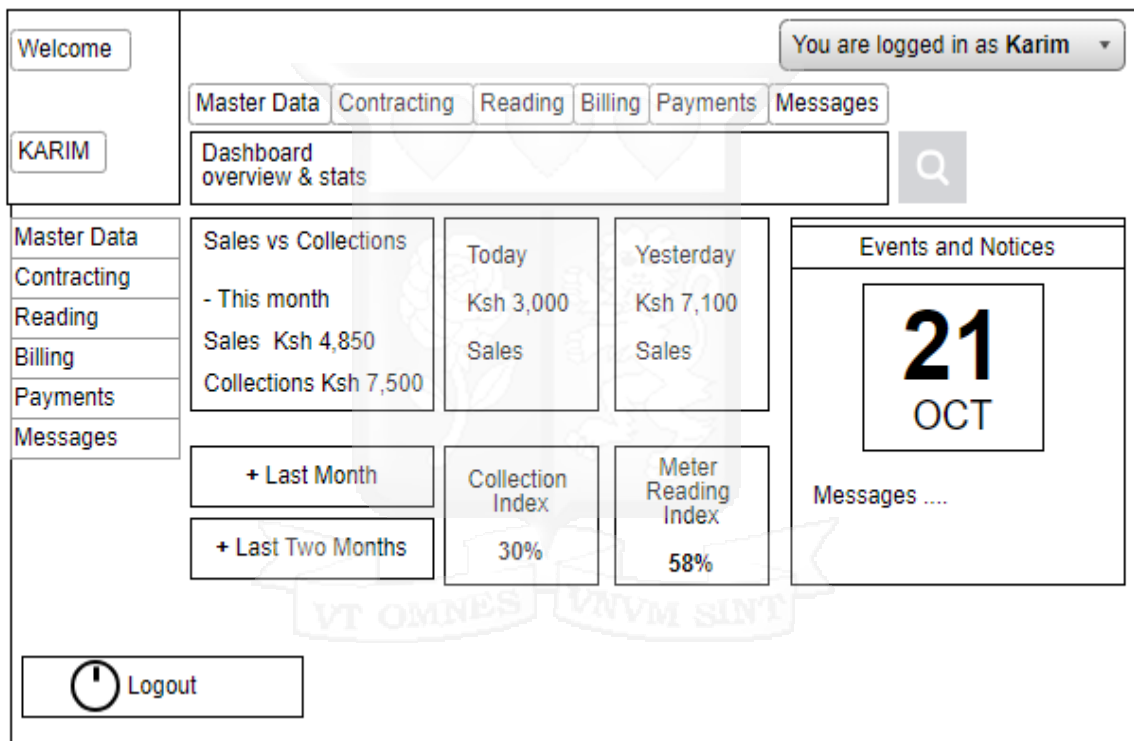 Welcome
You are logged in as Karim
Master Data Contracting Reading Billing Payments Messages
KARIM
Dashboard
overview & stats
Master Data
Contracting
Reading
Billing
Payments
Messages
Sales vs Collections
- This month
Sales Ksh 4,850
Collections Ksh 7,500
Today
Ksh 3,000
Sales
Yesterday
Ksh 7,100
Sales
Events and Notices
21
OCT
Messages ....
+ Last Month
+ Last Two Months
Collection
Index
30%
Meter
Reading
Index
58%
VT OMNES VNVM SINT
Logout